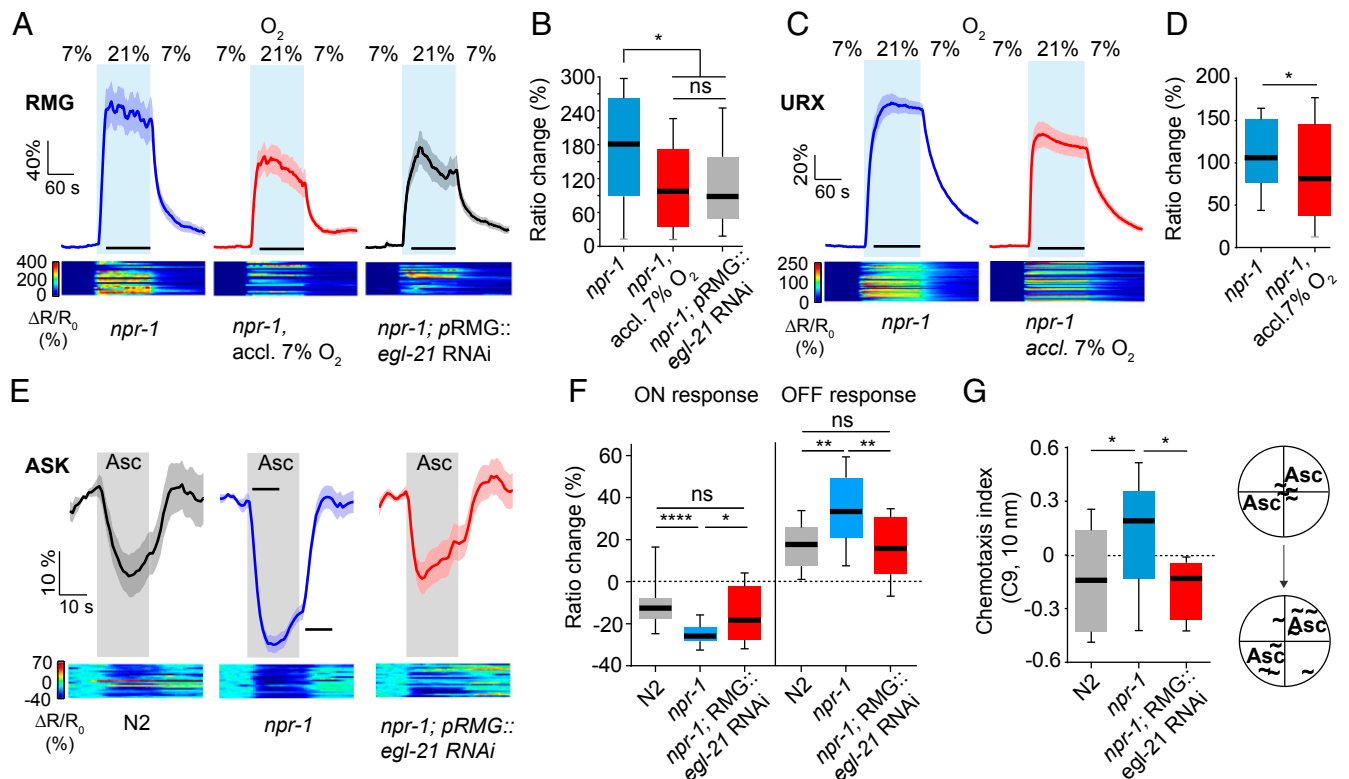 A
O2
7% 21% 7% 7% 21% 7% 7% 21% 7%
RMG
40%
60 s
400
200
0
ΔR/R0
(%)
npr-1
npr-1,
accl. 7% O2
npr-1; pRMG::
egl-21 RNAi
B
*
ns
Ratio change (%)
300
240
180
120
60
0
npr-1
npr-1,
accl. 7% O2
npr-1; pRMG::
egl-21 RNAi
C
O2
7% 21% 7% 7% 21% 7%
URX
20%
60 s
250
125
0
ΔR/R0
(%)
npr-1
npr-1
accl. 7% O2
D
*
Ratio change (%)
200
150
100
50
0
npr-1
npr-1,
accl.7% O2
E
ASK
Asc
Asc
Asc
10 %
10 s
70
-40
ΔR/R0
(%)
N2
npr-1
npr-1; pRMG::
egl-21 RNAi
F
ON response OFF response
ns
**** *
ns
** **
Ratio change (%)
60
40
20
0
-20
-40
N2
npr-1
npr-1; RMG::
egl-21 RNAi
N2
npr-1
npr-1; RMG::
egl-21 RNAi
G
* *
Chemotaxis index
(C9, 10 nm)
0.6
0.3
0
-0.3
-0.6
N2
npr-1
npr-1; RMG::
egl-21 RNAi
Asc
Asc
Asc
Asc